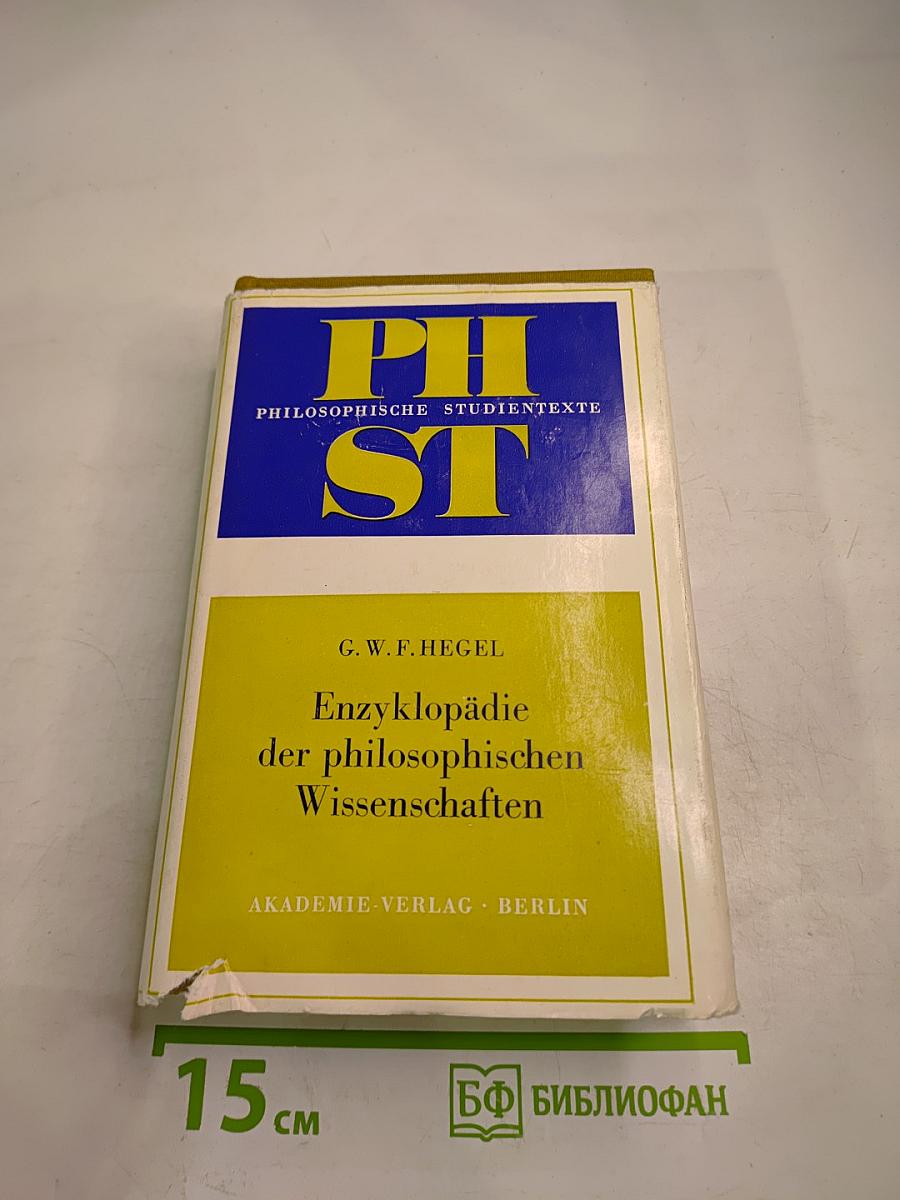 PH
PHILOSOPHISCHE STUDIENTEXTE
ST
G. W. F. HEGEL
Enzyklopädie
der philosophischen
Wissenschaften
AKADEMIE-VERLAG · BERLIN
15 см
БФ БИБЛИОФАН